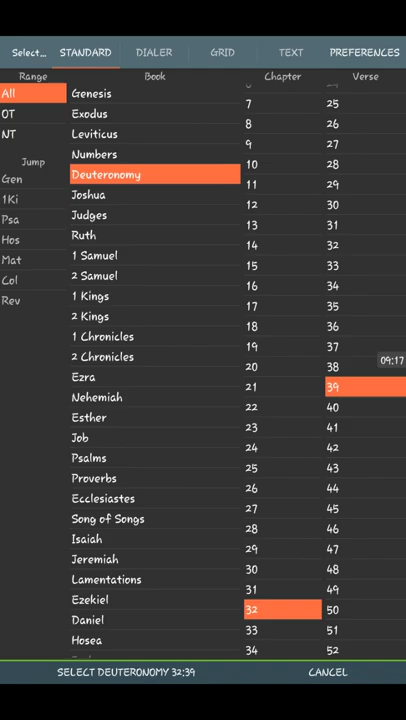 Select... STANDARD DIALER GRID TEXT PREFERENCES
Range Book Chapter Verse
All
OT
NT
Jump
Gen
1Ki
Psa
Hos
Mat
Col
Rev
Genesis
Exodus
Leviticus
Numbers
Deuteronomy
Joshua
Judges
Ruth
1 Samuel
2 Samuel
1 Kings
2 Kings
1 Chronicles
2 Chronicles
Ezra
Nehemiah
Esther
Job
Psalms
Proverbs
Ecclesiastes
Song of Songs
Isaiah
Jeremiah
Lamentations
Ezekiel
Daniel
Hosea
7
8
9
10
11
12
13
14
15
16
17
18
19
20
21
22
23
24
25
26
27
28
29
30
31
32
33
34
25
26
27
28
29
30
31
32
33
34
35
36
37
38
39
40
41
42
43
44
45
46
47
48
49
50
51
52
09:17
SELECT DEUTERONOMY 32:39 CANCEL